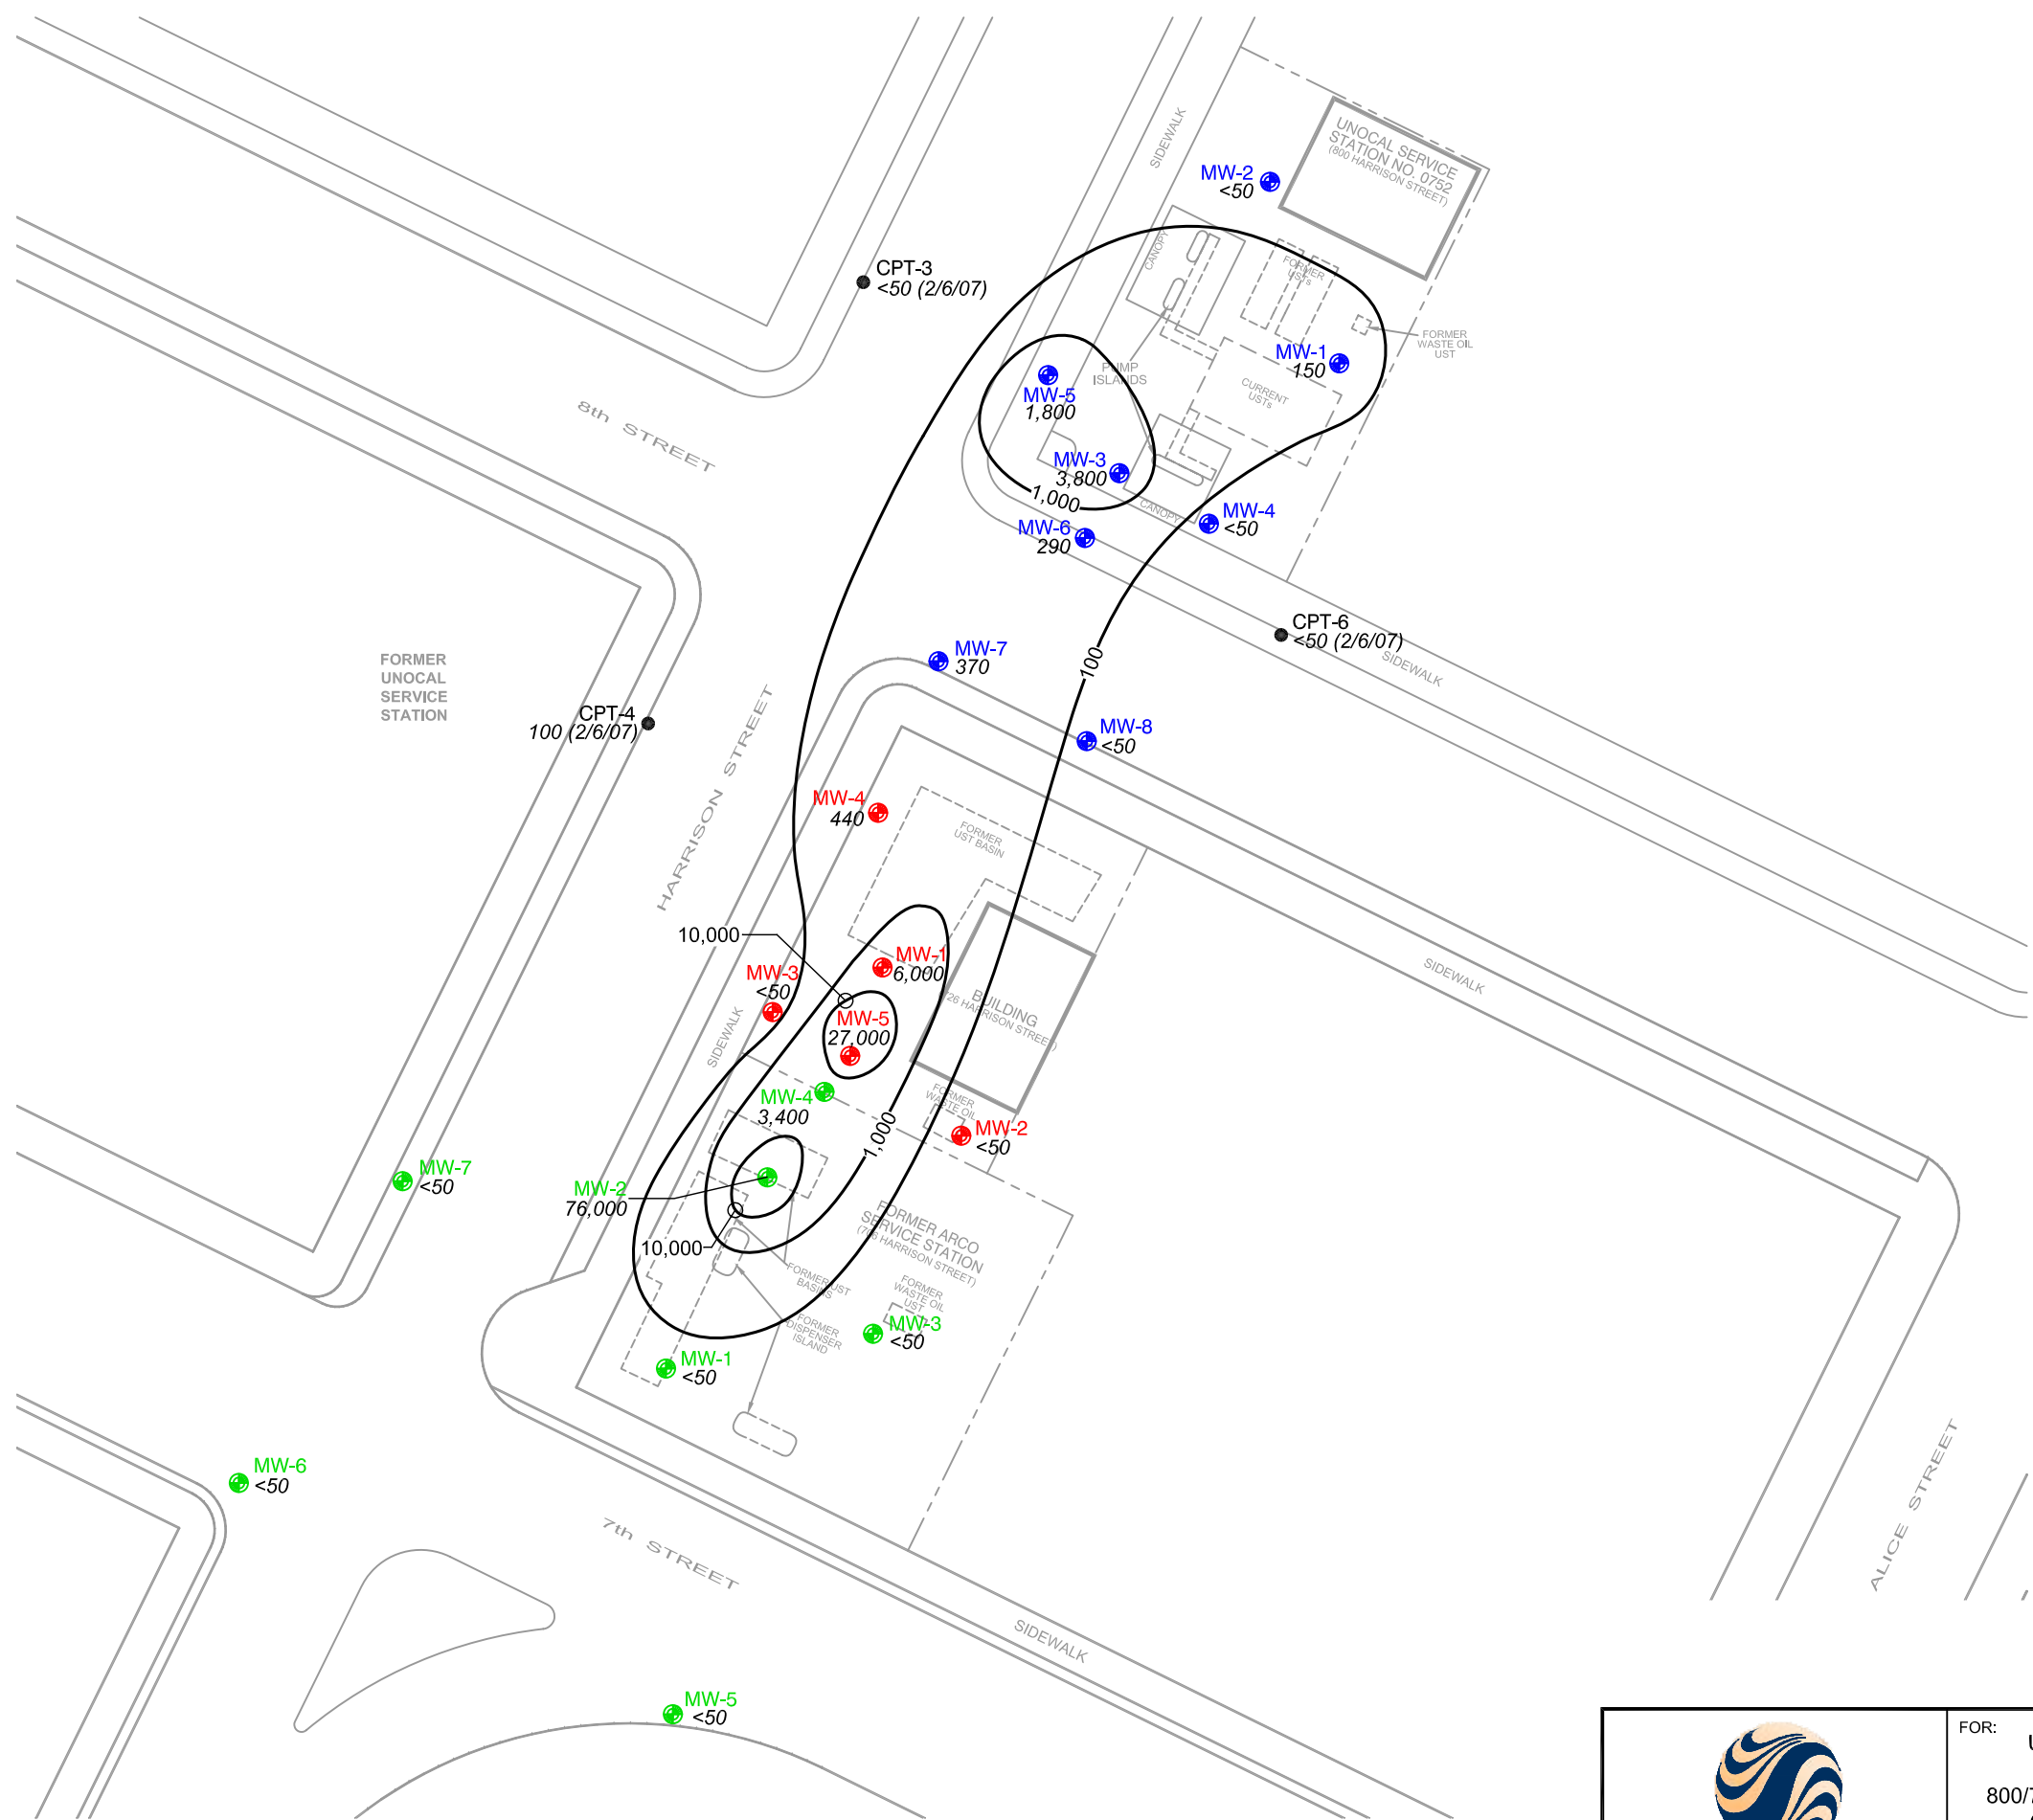 SIDEWALK
UNOCAL SERVICE
STATION NO. 0752
(800 HARRISON STREET)
MW-2
<50
CANOPY
FORMER
USTs
CPT-3
<50 (2/6/07)
FORMER
WASTE OIL
UST
MW-1
150
PUMP
ISLANDS
MW-5
1,800
CURRENT
USTs
8th STREET
MW-3
3,800
1,000
CANOPY
MW-4
<50
MW-6
290
CPT-6
<50 (2/6/07)
SIDEWALK
100
MW-7
370
FORMER
UNOCAL
SERVICE
STATION
CPT-4
100 (2/6/07)
HARRISON STREET
MW-8
<50
MW-4
440
FORMER
UST BASIN
10,000
MW-1
6,000
MW-3
<50
SIDEWALK
MW-5
27,000
BUILDING
26 HARRISON STREET)
SIDEWALK
MW-4
3,400
FORMER
WASTE OIL
1,000
MW-2
<50
MW-7
<50
MW-2
76,000
10,000
FORMER ARCO
SERVICE STATION
HARRISON STREET)
FORMER UST
BASINS
FORMER
WASTE OIL
UST
FORMER
DISPENSER
ISLAND
MW-3
<50
MW-1
<50
MW-6
<50
7th STREET
ALICE STREET
SIDEWALK
MW-5
<50
FOR:
800/